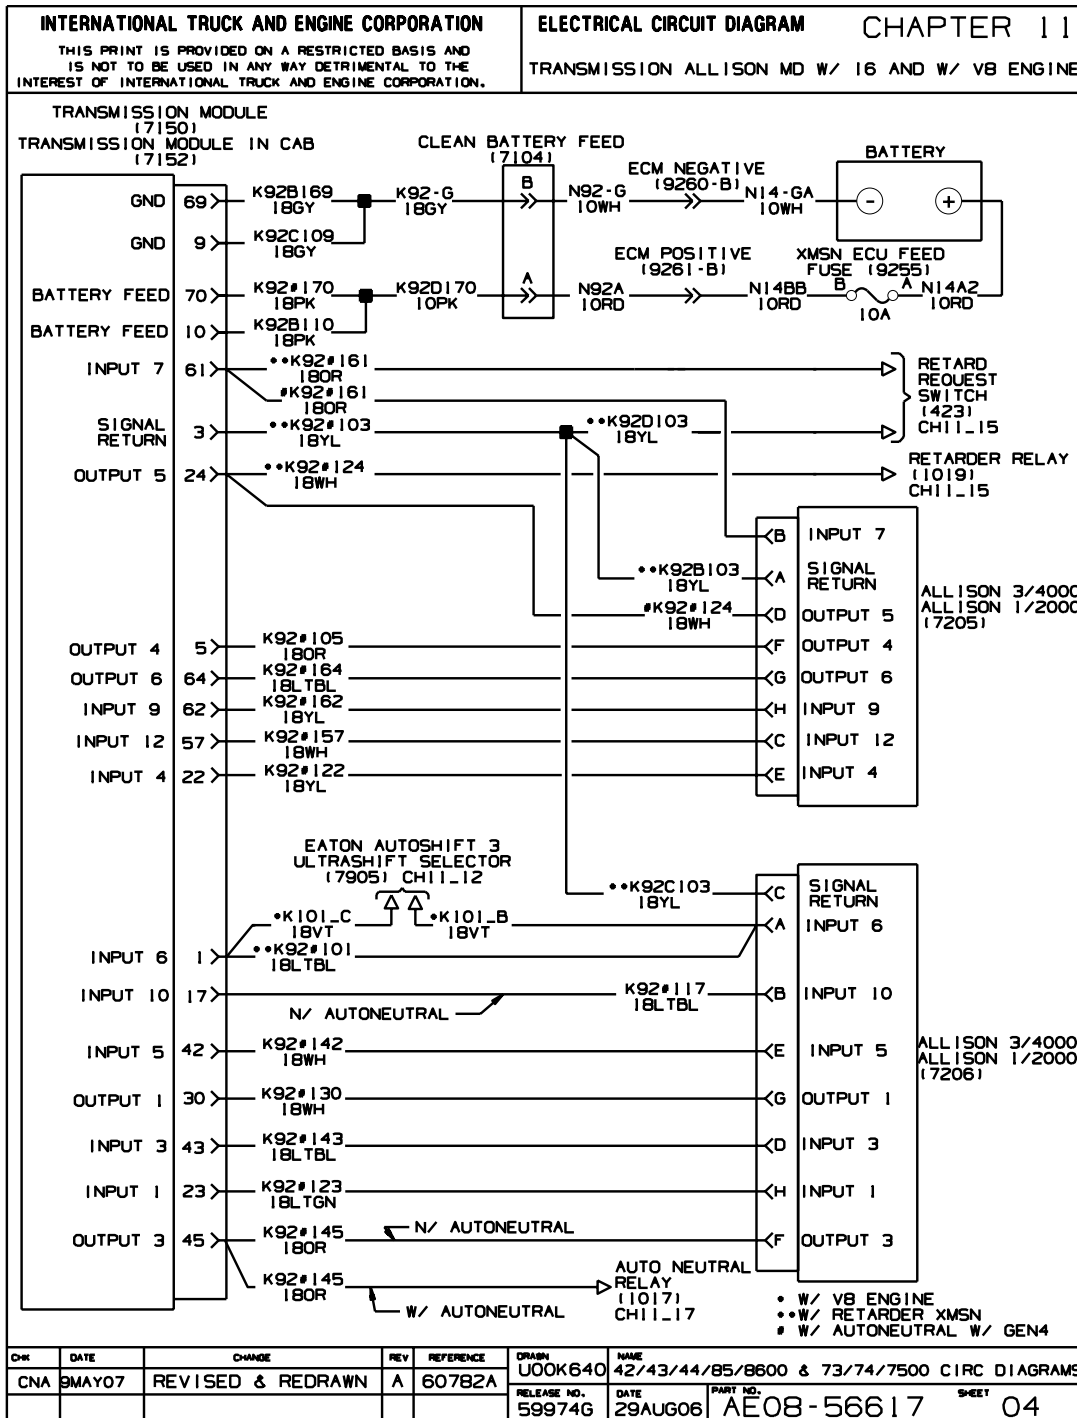 INTERNATIONAL TRUCK AND ENGINE CORPORATION
THIS PRINT IS PROVIDED ON A RESTRICTED BASIS AND
IS NOT TO BE USED IN ANY WAY DETRIMENTAL TO THE
INTEREST OF INTERNATIONAL TRUCK AND ENGINE CORPORATION.
ELECTRICAL CIRCUIT DIAGRAM CHAPTER 11
TRANSMISSION ALLISON MD W/ I6 AND W/ V8 ENGINE
TRANSMISSION MODULE
(7150)
TRANSMISSION MODULE IN CAB
(7152)
CLEAN BATTERY FEED
(7104)
ECM NEGATIVE
(9260-B)
BATTERY
- +
GND 69 K92B169
18GY
K92-G
18GY
B
N92-G
10WH
N14-GA
10WH
GND 9 K92C109
18GY
ECM POSITIVE
(9261-B)
XMSN ECU FEED
FUSE (9255)
BATTERY FEED 70 K92#170
18PK
K92D170
10PK
A
N92A
10RD
N14BB
10RD
B A
10A
N14A2
10RD
BATTERY FEED 10 K92B110
18PK
INPUT 7 61 **K92#161
18OR
#K92#161
18OR
RETARD
REQUEST
SWITCH
(423)
CH11_15
SIGNAL
RETURN 3 **K92#103
18YL
**K92D103
18YL
OUTPUT 5 24 **K92#124
18WH
RETARDER RELAY
(1019)
CH11_15
B INPUT 7
**K92B103
18YL
A SIGNAL
RETURN
#K92#124
18WH
D OUTPUT 5
ALLISON 3/4000
ALLISON 1/2000
(7205)
OUTPUT 4 5 K92#105
18OR
F OUTPUT 4
OUTPUT 6 64 K92#164
18LTBL
G OUTPUT 6
INPUT 9 62 K92#162
18YL
H INPUT 9
INPUT 12 57 K92#157
18WH
C INPUT 12
INPUT 4 22 K92#122
18YL
E INPUT 4
EATON AUTOSHIFT 3
ULTRASHIFT SELECTOR
(7905) CH11_12
**K92C103
18YL
C SIGNAL
RETURN
*K101_C
18VT
*K101_B
18VT
A INPUT 6
INPUT 6 1 **K92#101
18LTBL
INPUT 10 17
N/ AUTONEUTRAL
K92#117
18LTBL
B INPUT 10
INPUT 5 42 K92#142
18WH
E INPUT 5
ALLISON 3/4000
ALLISON 1/2000
(7206)
OUTPUT 1 30 K92#130
18WH
G OUTPUT 1
INPUT 3 43 K92#143
18LTBL
D INPUT 3
INPUT 1 23 K92#123
18LTGN
H INPUT 1
OUTPUT 3 45 K92#145
18OR
N/ AUTONEUTRAL
F OUTPUT 3
K92#145
18OR
W/ AUTONEUTRAL
AUTO NEUTRAL
RELAY
(1017)
CH11_17
* W/ V8 ENGINE
**W/ RETARDER XMSN
# W/ AUTONEUTRAL W/ GEN4
CHK DATE CHANGE REV REFERENCE
CNA 9MAY07 REVISED & REDRAWN A 60782A
DRAWN
U00K640
NAME
42/43/44/85/8600 & 73/74/7500 CIRC DIAGRAMS
RELEASE NO.
59974G
DATE
29AUG06
PART NO.
AE08-56617
SHEET
04